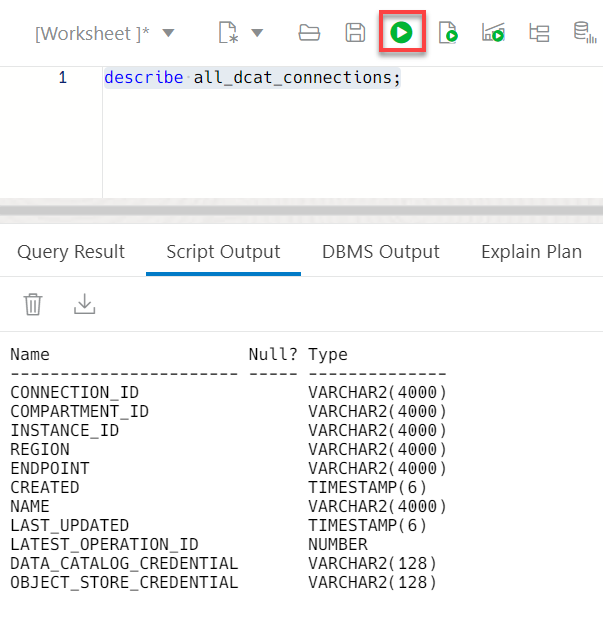 [Worksheet ]*
1 describe all_dcat_connections;
Query Result Script Output DBMS Output Explain Plan
Name                    Null? Type
----------------------- ----- --------------
CONNECTION_ID                 VARCHAR2(4000)
COMPARTMENT_ID                VARCHAR2(4000)
INSTANCE_ID                   VARCHAR2(4000)
REGION                        VARCHAR2(4000)
ENDPOINT                      VARCHAR2(4000)
CREATED                       TIMESTAMP(6)
NAME                          VARCHAR2(4000)
LAST_UPDATED                  TIMESTAMP(6)
LATEST_OPERATION_ID           NUMBER
DATA_CATALOG_CREDENTIAL       VARCHAR2(128)
OBJECT_STORE_CREDENTIAL       VARCHAR2(128)